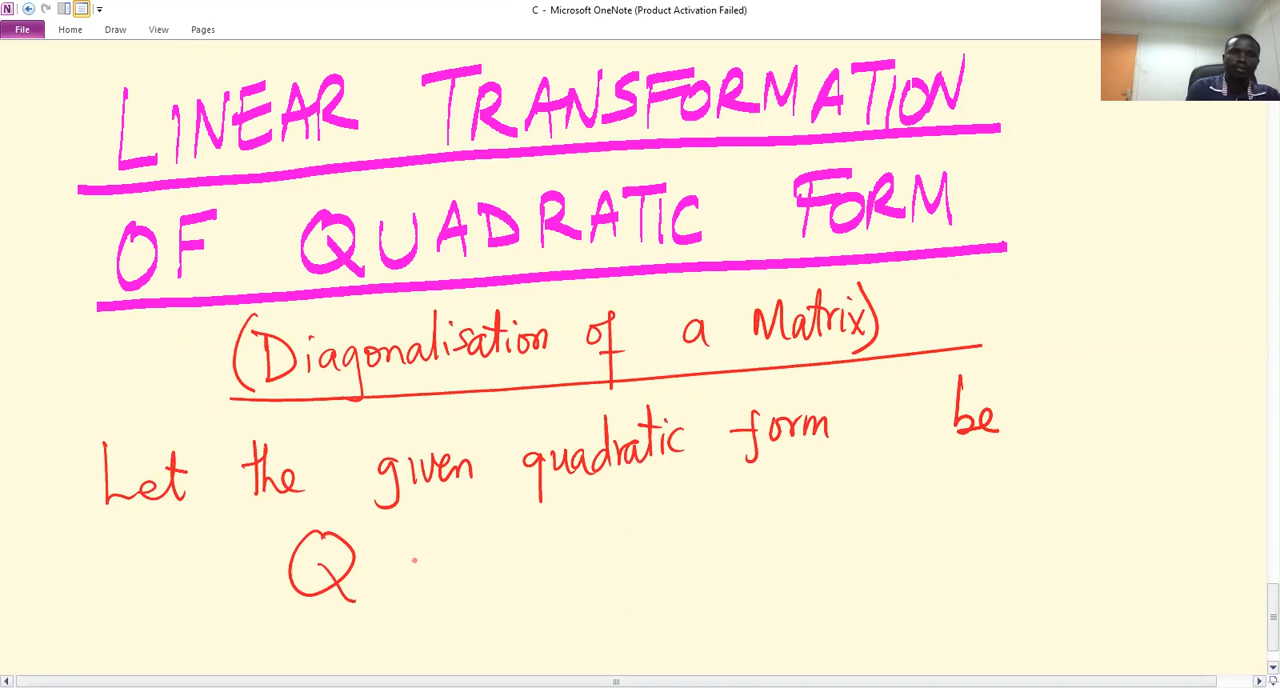 C - Microsoft OneNote (Product Activation Failed)
File Home Draw View Pages
LINEAR TRANSFORMATION
OF QUADRATIC FORM
(Diagonalisation of a Matrix)
Let the given quadratic form be
Q